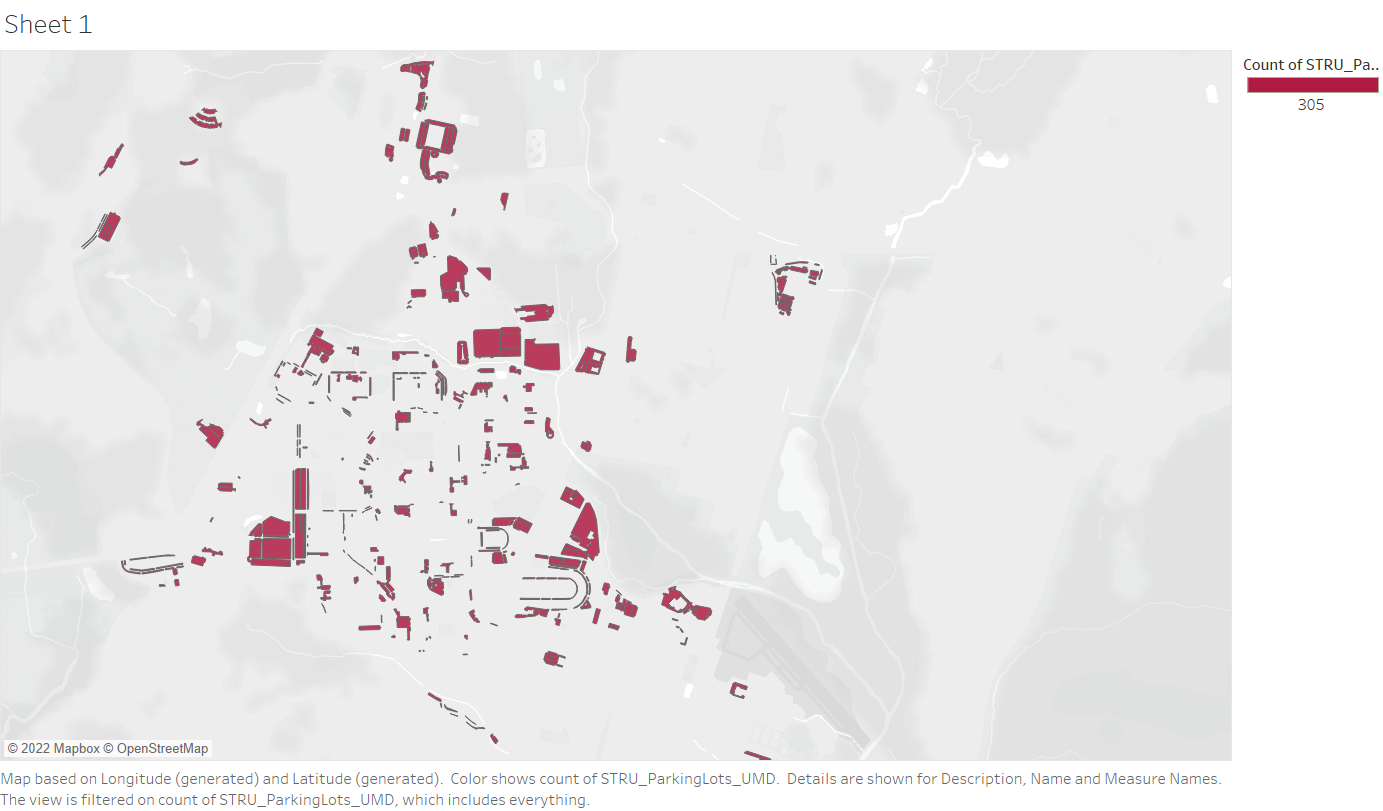 Sheet 1
Count of STRU_Pa..
305
© 2022 Mapbox © OpenStreetMap
Map based on Longitude (generated) and Latitude (generated).  Color shows count of STRU_ParkingLots_UMD.  Details are shown for Description, Name and Measure Names.
The view is filtered on count of STRU_ParkingLots_UMD, which includes everything.